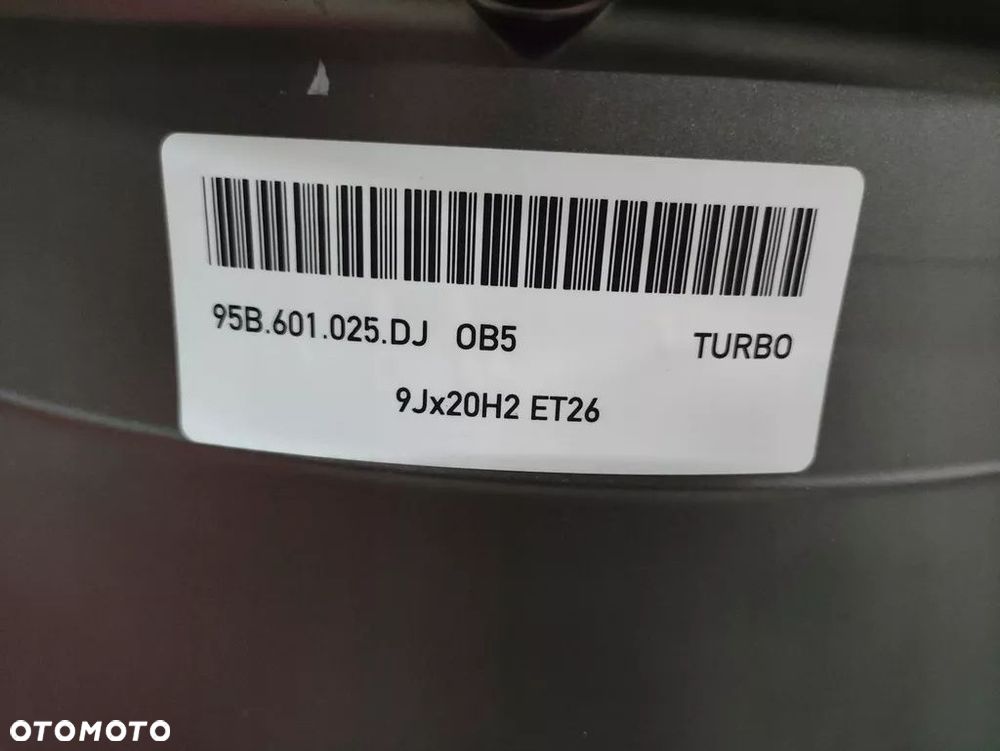 95B.601.025.DJ OB5 TURBO
9Jx20H2 ET26
OTOMOTO